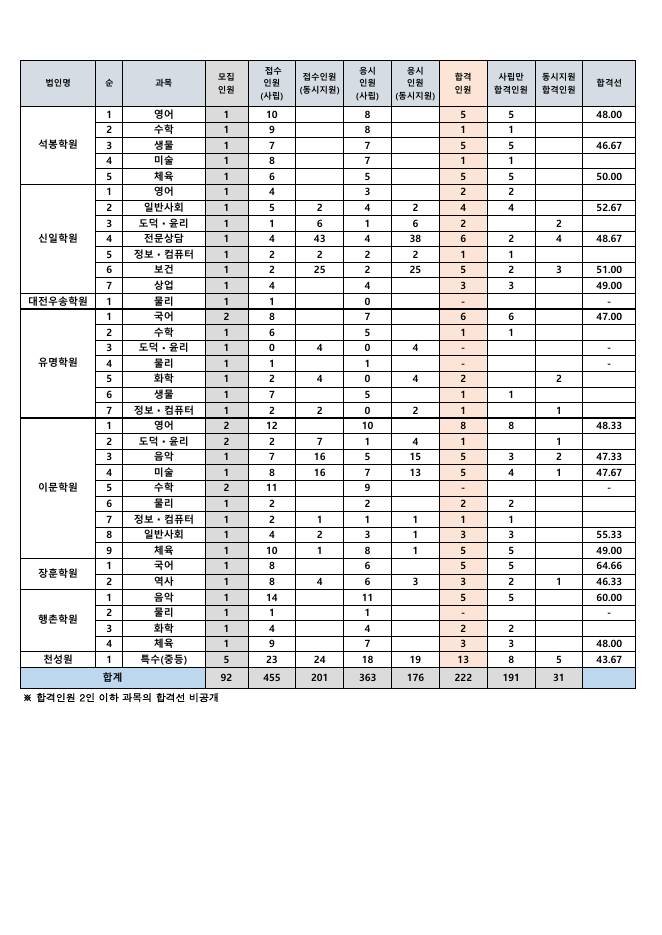 법인명 순 과목 모집 인원 접수 인원 (사립) 접수인원 (동시지원) 응시 인원 (사립) 응시 인원 (동시지원) 합격 인원 사립만 합격인원 동시지원 합격인원 합격선
석봉학원 1 영어 1 10 8 5 5 48.00
2 수학 1 9 8 1 1
3 생물 1 7 7 5 5 46.67
4 미술 1 8 7 1 1
5 체육 1 6 5 5 5 50.00
신일학원 1 영어 1 4 3 2 2
2 일반사회 1 5 2 4 2 4 4 52.67
3 도덕・윤리 1 1 6 1 6 2 2
4 전문상담 1 4 43 4 38 6 2 4 48.67
5 정보・컴퓨터 1 2 2 2 2 1 1
6 보건 1 2 25 2 25 5 2 3 51.00
7 상업 1 4 4 3 3 49.00
대전우송학원 1 물리 1 1 0 - -
유명학원 1 국어 2 8 7 6 6 47.00
2 수학 1 6 5 1 1
3 도덕・윤리 1 0 4 0 4 - -
4 물리 1 1 1 - -
5 화학 1 2 4 0 4 2 2
6 생물 1 7 5 1 1
7 정보・컴퓨터 1 2 2 0 2 1 1
이문학원 1 영어 2 12 10 8 8 48.33
2 도덕・윤리 2 2 7 1 4 1 1
3 음악 1 7 16 5 15 5 3 2 47.33
4 미술 1 8 16 7 13 5 4 1 47.67
5 수학 2 11 9 - -
6 물리 1 2 2 2 2
7 정보・컴퓨터 1 2 1 1 1 1 1
8 일반사회 1 4 2 3 1 3 3 55.33
9 체육 1 10 1 8 1 5 5 49.00
장훈학원 1 국어 1 8 6 5 5 64.66
2 역사 1 8 4 6 3 3 2 1 46.33
행촌학원 1 음악 1 14 11 5 5 60.00
2 물리 1 1 1 - -
3 화학 1 4 4 2 2
4 체육 1 9 7 3 3 48.00
천성원 1 특수(중등) 5 23 24 18 19 13 8 5 43.67
합계 92 455 201 363 176 222 191 31
※ 합격인원 2인 이하 과목의 합격선 비공개